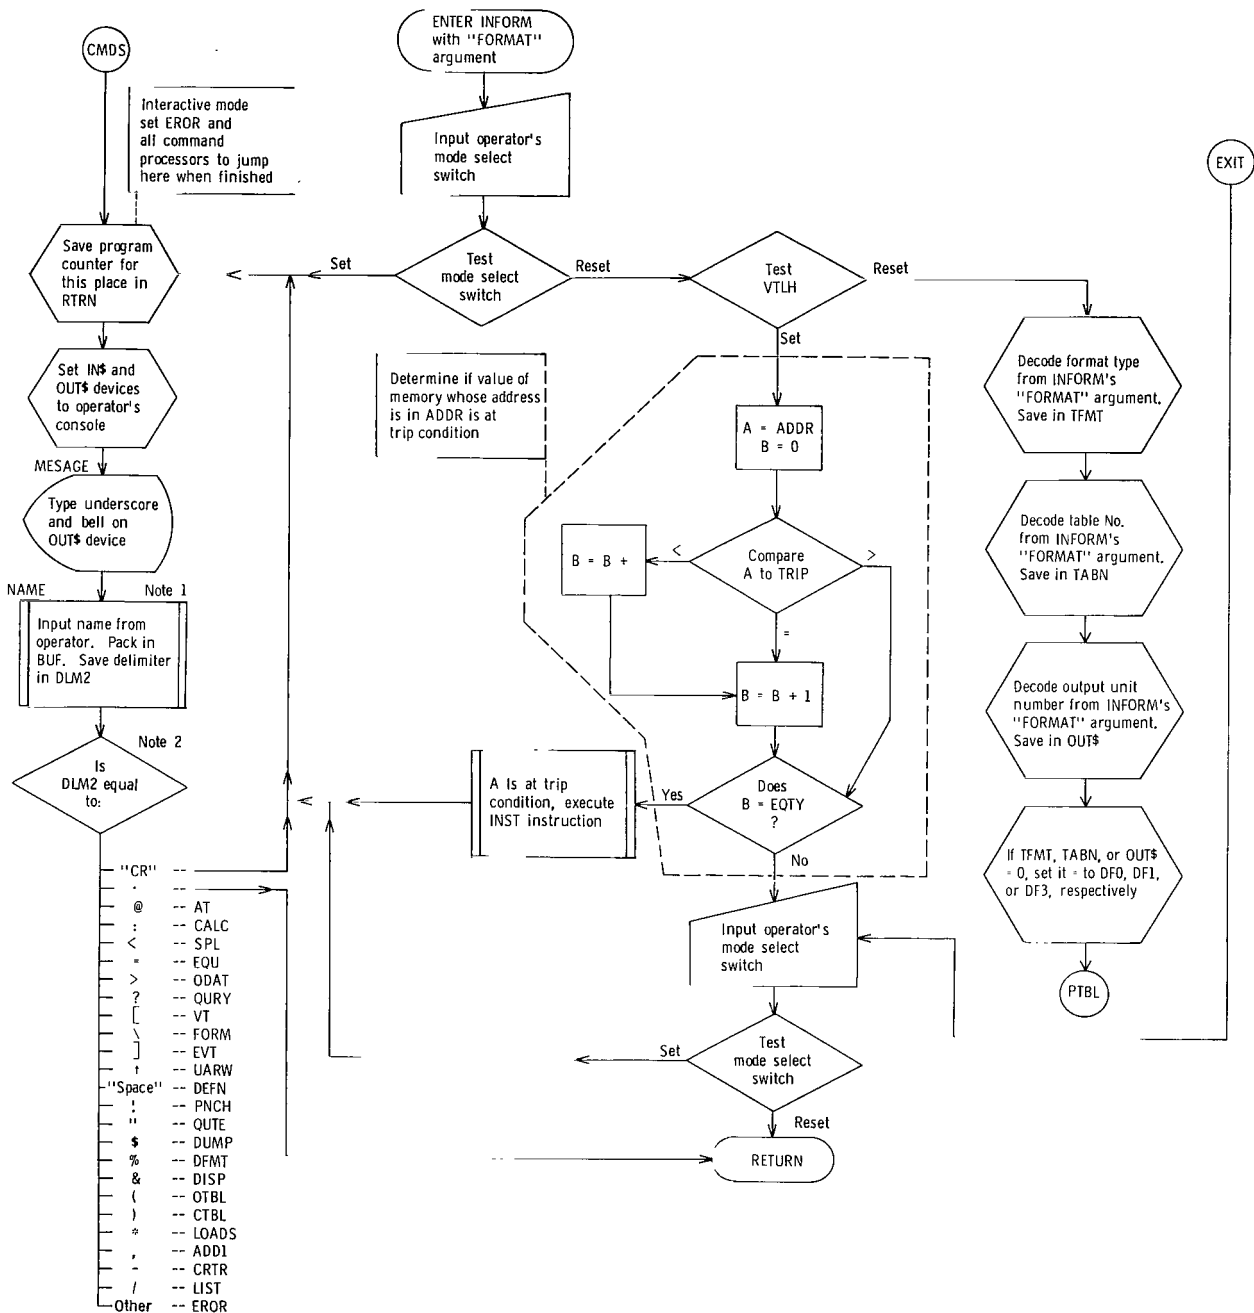 CMDS
Interactive mode
set EROR and
all command
processors to jump
here when finished
Save program
counter for
this place in
RTRN
Set IN$ and
OUT$ devices
to operator's
console
MESAGE
Type underscore
and bell on
OUT$ device
NAME
Note 1
Input name from
operator. Pack in
BUF. Save delimiter
in DLM2
Note 2
Is
DLM2 equal
to:
"CR" --
. --
@ -- AT
: -- CALC
< -- SPL
= -- EQU
> -- ODAT
? -- QURY
[ -- VT
\ -- FORM
] -- EVT
↑ -- UARW
"Space" -- DEFN
! -- PNCH
" -- QUTE
$ -- DUMP
% -- DFMT
& -- DISP
( -- OTBL
) -- CTBL
* -- LOADS
, -- ADD1
- -- CRTR
/ -- LIST
Other -- EROR
ENTER INFORM
with "FORMAT"
argument
Input operator's
mode select
switch
Test
mode select
switch
Set
Reset
Test
VTLH
Reset
Set
Determine if value of
memory whose address
is in ADDR is at
trip condition
A = ADDR
B = 0
Compare
A to TRIP
<
>
=
B = B +
B = B + 1
Does
B = EQTY
?
Yes
No
A Is at trip
condition, execute
INST instruction
Input operator's
mode select
switch
Test
mode select
switch
Set
Reset
RETURN
Decode format type
from INFORM's
"FORMAT" argument.
Save in TFMT
Decode table No.
from INFORM's
"FORMAT" argument.
Save in TABN
Decode output unit
number from INFORM's
"FORMAT" argument.
Save in OUT$
If TFMT, TABN, or OUT$
= 0, set it = to DF0, DF1,
or DF3, respectively
PTBL
EXIT